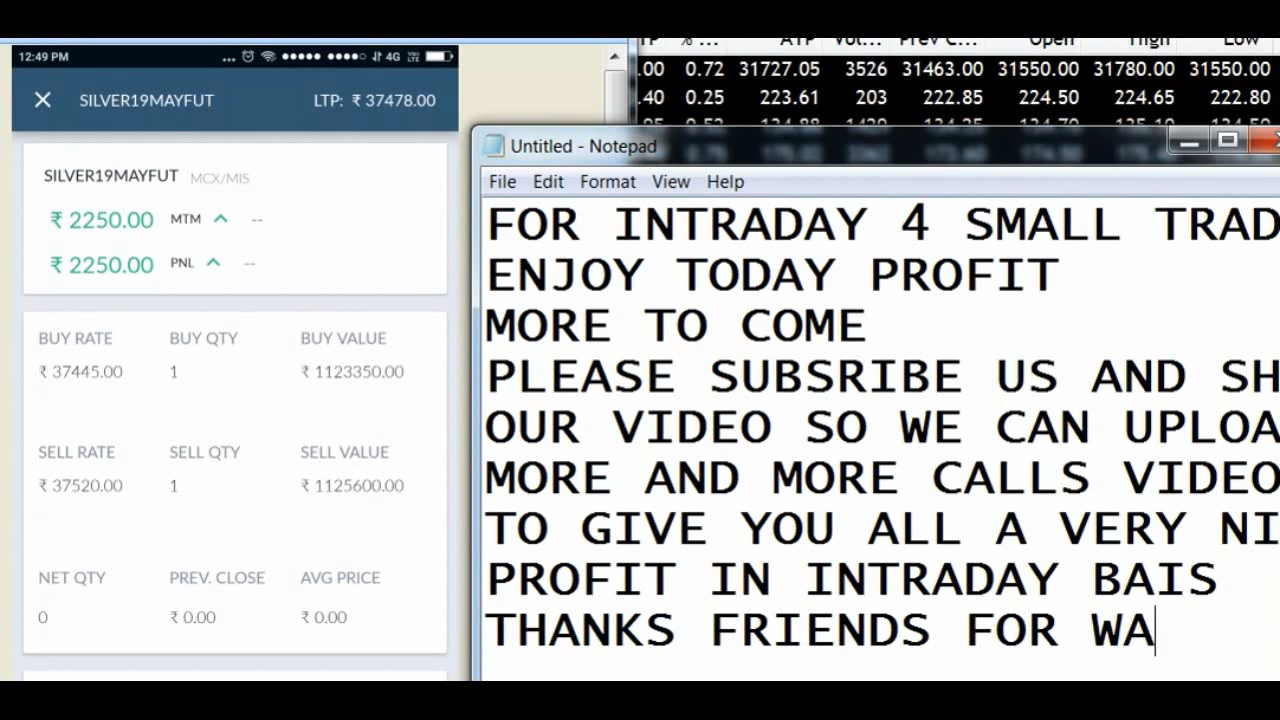 12:49 PM ... 4G VoLTE
SILVER19MAYFUT LTP: ₹ 37478.00
SILVER19MAYFUT MCX/MIS
₹ 2250.00 MTM --
₹ 2250.00 PNL --
BUY RATE BUY QTY BUY VALUE
₹ 37445.00 1 ₹ 1123350.00
SELL RATE SELL QTY SELL VALUE
₹ 37520.00 1 ₹ 1125600.00
NET QTY PREV. CLOSE AVG PRICE
0 ₹ 0.00 ₹ 0.00
% ... ATP Vol... Prev C... Open High Low
.00 0.72 31727.05 3526 31463.00 31550.00 31780.00 31550.00
.40 0.25 223.61 203 222.85 224.50 224.65 222.80
Untitled - Notepad
File Edit Format View Help
FOR INTRADAY 4 SMALL TRAD
ENJOY TODAY PROFIT
MORE TO COME
PLEASE SUBSRIBE US AND SH
OUR VIDEO SO WE CAN UPLOA
MORE AND MORE CALLS VIDEO
TO GIVE YOU ALL A VERY NI
PROFIT IN INTRADAY BAIS
THANKS FRIENDS FOR WA